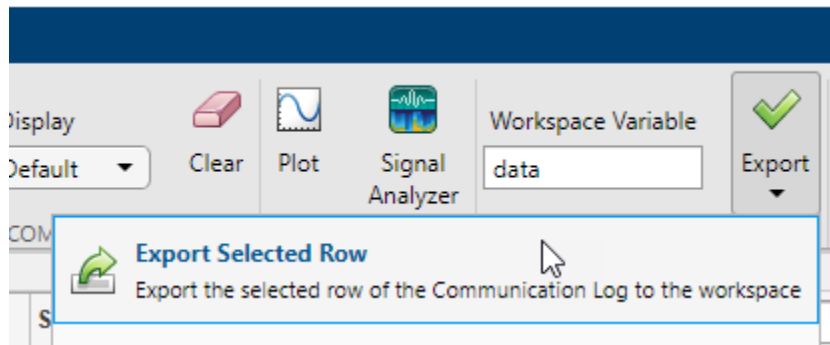 Display
Workspace Variable
Default
Clear
Plot
Signal
Analyzer
data
Export
COM
Export Selected Row
Export the selected row of the Communication Log to the workspace
S